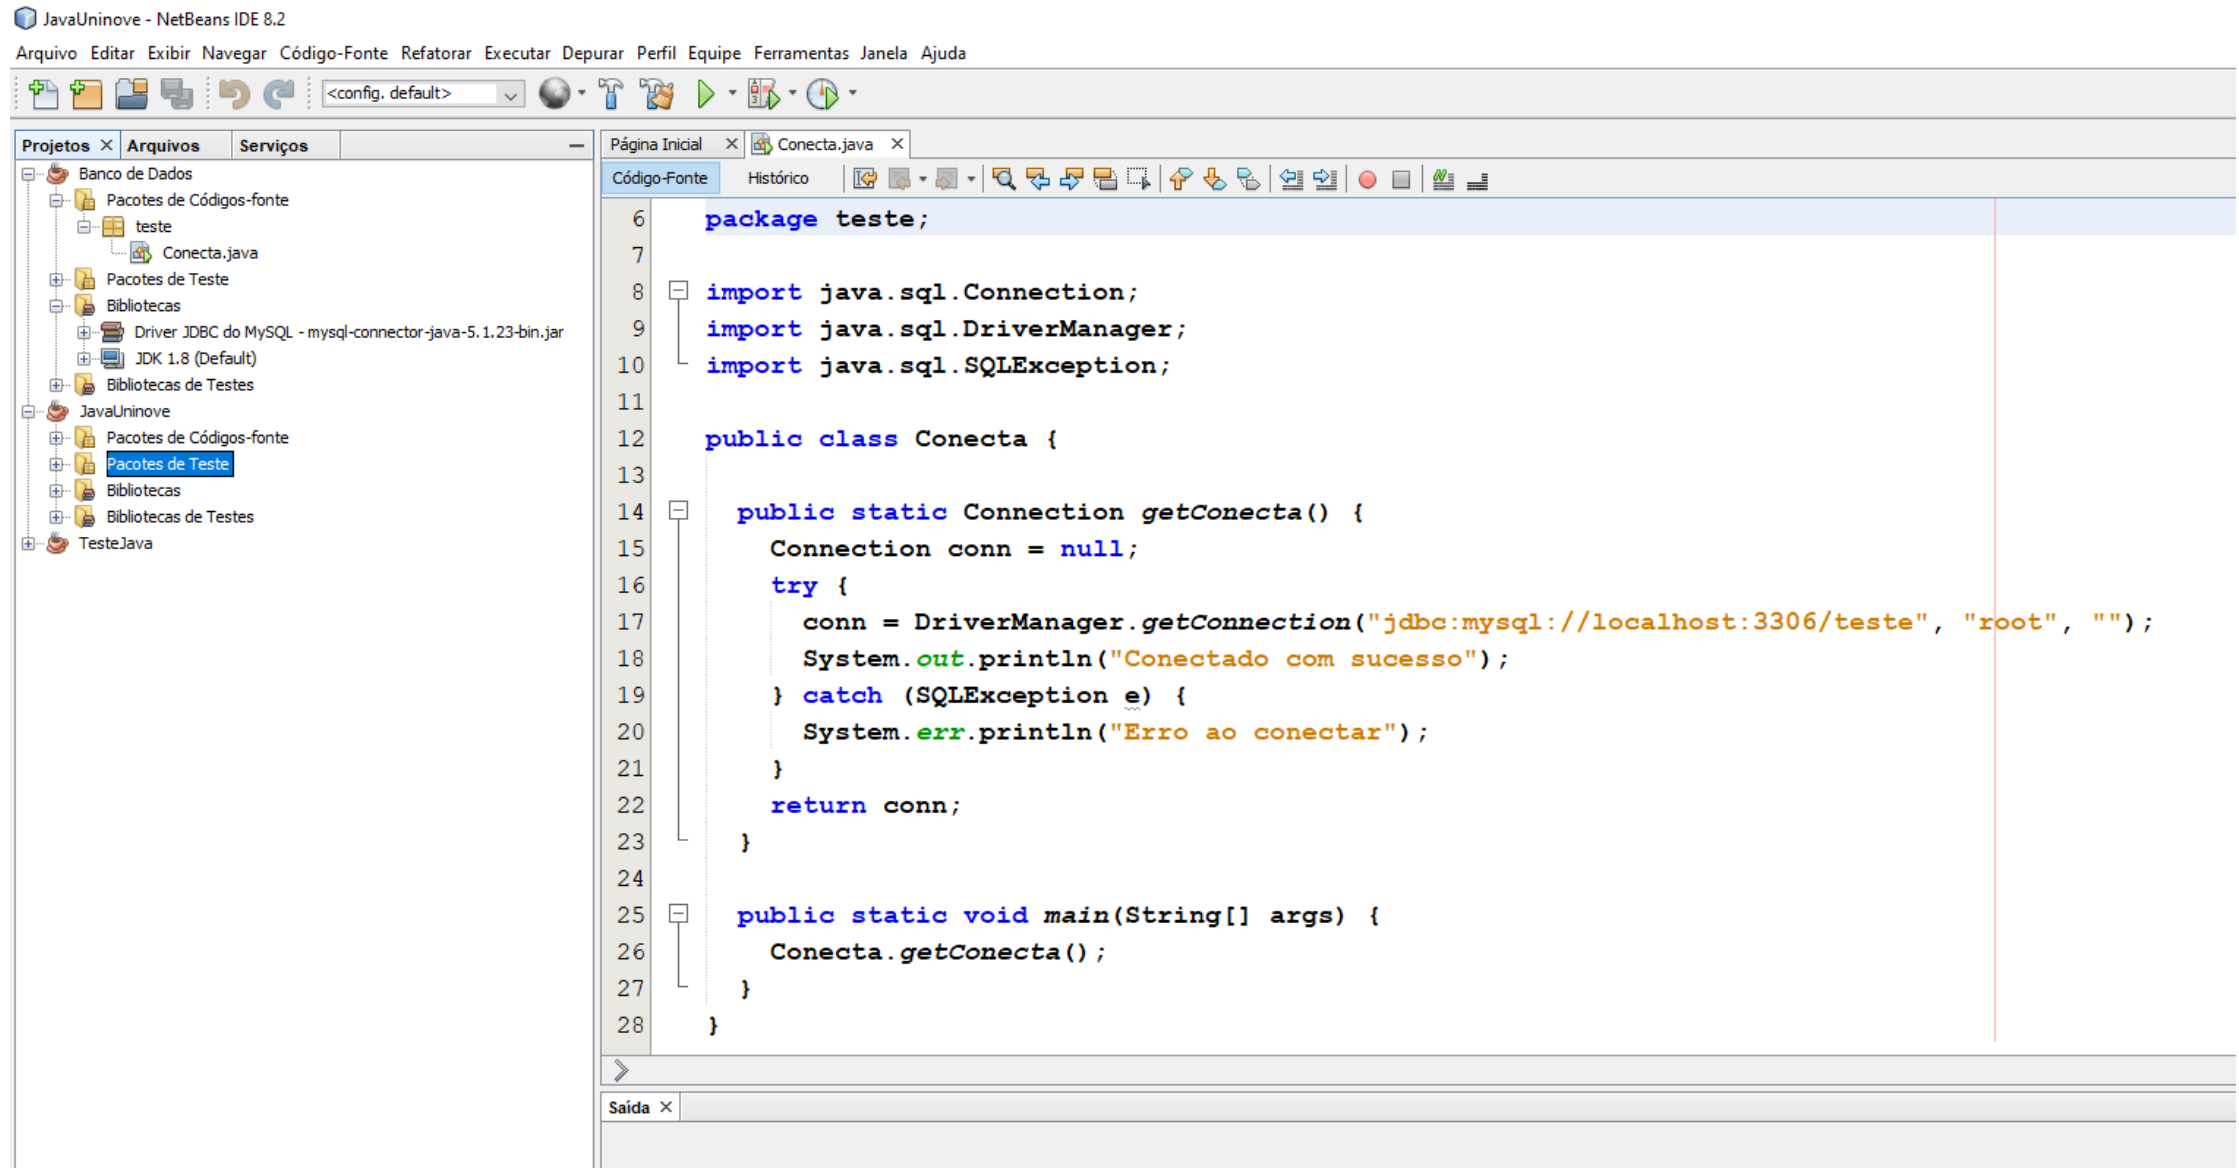 JavaUninove - NetBeans IDE 8.2
Arquivo Editar Exibir Navegar Código-Fonte Refatorar Executar Depurar Perfil Equipe Ferramentas Janela Ajuda
<config. default>
Projetos Arquivos Serviços
Banco de Dados
Pacotes de Códigos-fonte
teste
Conecta.java
Pacotes de Teste
Bibliotecas
Driver JDBC do MySQL - mysql-connector-java-5.1.23-bin.jar
JDK 1.8 (Default)
Bibliotecas de Testes
JavaUninove
Pacotes de Códigos-fonte
Pacotes de Teste
Bibliotecas
Bibliotecas de Testes
TesteJava
Página Inicial Conecta.java
Código-Fonte Histórico
6 package teste;
7
8 import java.sql.Connection;
9 import java.sql.DriverManager;
10 import java.sql.SQLException;
11
12 public class Conecta {
13
14 public static Connection getConecta() {
15 Connection conn = null;
16 try {
17 conn = DriverManager.getConnection("jdbc:mysql://localhost:3306/teste", "root", "");
18 System.out.println("Conectado com sucesso");
19 } catch (SQLException e) {
20 System.err.println("Erro ao conectar");
21 }
22 return conn;
23 }
24
25 public static void main(String[] args) {
26 Conecta.getConecta();
27 }
28 }
Saída